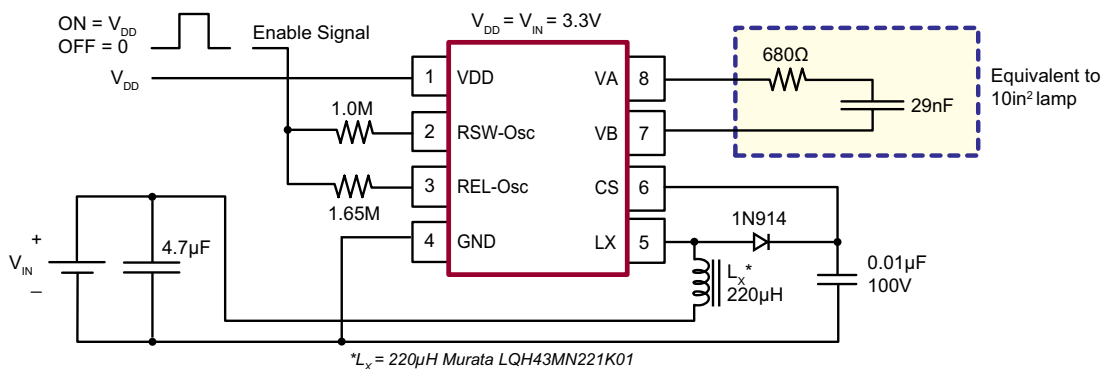 ON = VDD
OFF = 0
Enable Signal
VDD = VIN = 3.3V
VDD
1 VDD
1.0M
2 RSW-Osc
3 REL-Osc
1.65M
4 GND
VA 8
VB 7
CS 6
LX 5
680Ω
29nF
Equivalent to
10in² lamp
1N914
LX*
220µH
0.01µF
100V
+
VIN
–
4.7µF
*LX = 220µH Murata LQH43MN221K01